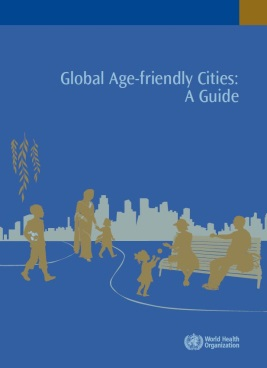 Global Age-friendly Cities:
A Guide
World Health
Organization